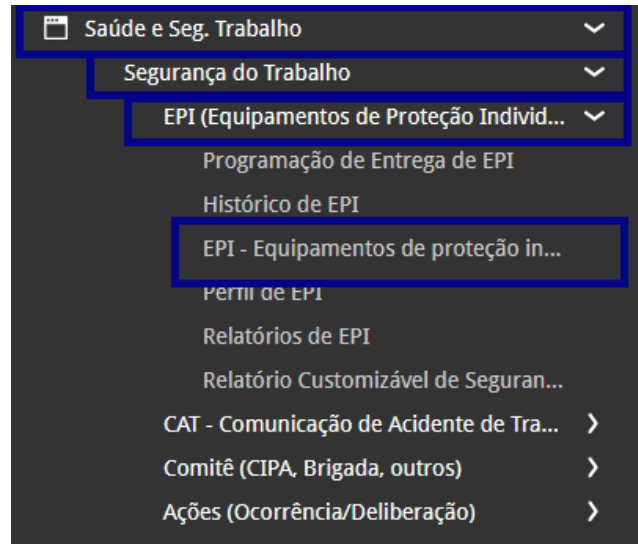 Saúde e Seg. Trabalho
Segurança do Trabalho
EPI (Equipamentos de Proteção Individ...
Programação de Entrega de EPI
Histórico de EPI
EPI - Equipamentos de proteção in...
Perfil de EPI
Relatórios de EPI
Relatório Customizável de Seguran...
CAT - Comunicação de Acidente de Tra...
Comitê (CIPA, Brigada, outros)
Ações (Ocorrência/Deliberação)